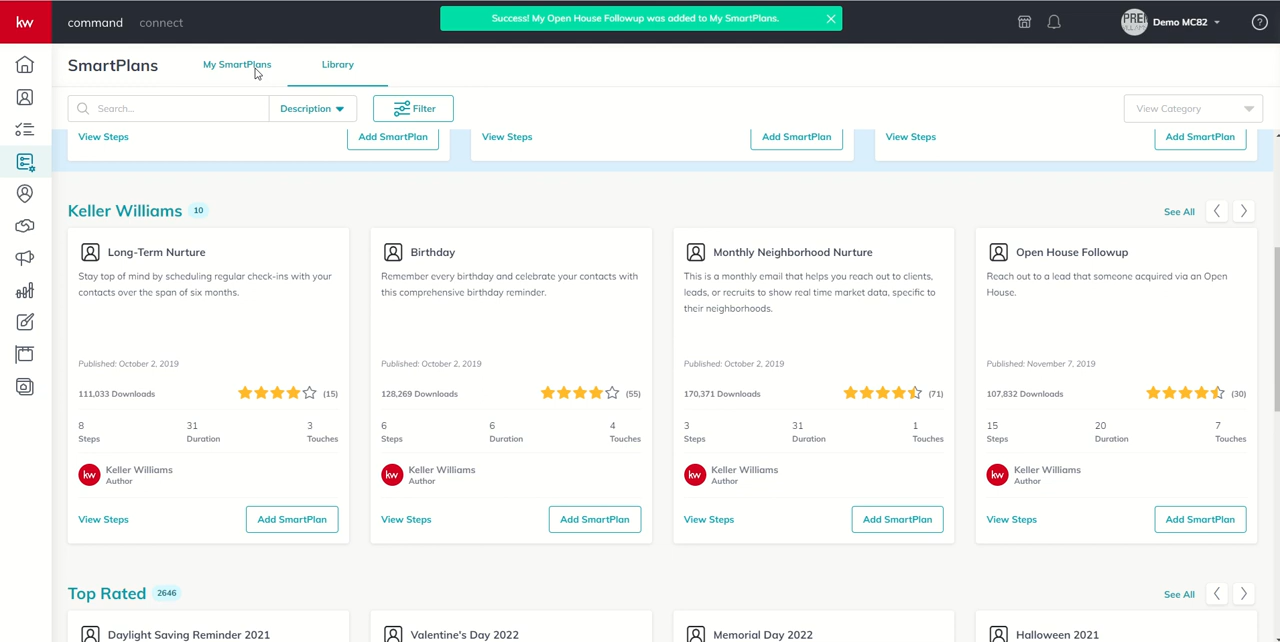 kw command connect
Success! My Open House Followup was added to My SmartPlans.
Demo MC82
SmartPlans
My SmartPlans
Library
Search...
Description
Filter
View Category
View Steps Add SmartPlan
View Steps Add SmartPlan
View Steps Add SmartPlan
Keller Williams 10
See All
Long-Term Nurture
Stay top of mind by scheduling regular check-ins with your
contacts over the span of six months.
Published: October 2, 2019
111,033 Downloads (15)
8 31 3
Steps Duration Touches
kw Keller Williams
Author
View Steps Add SmartPlan
Birthday
Remember every birthday and celebrate your contacts with
this comprehensive birthday reminder.
Published: October 2, 2019
128,269 Downloads (55)
6 6 4
Steps Duration Touches
kw Keller Williams
Author
View Steps Add SmartPlan
Monthly Neighborhood Nurture
This is a monthly email that helps you reach out to clients,
leads, or recruits to show real time market data, specific to
their neighborhoods.
Published: October 2, 2019
170,371 Downloads (71)
3 31 1
Steps Duration Touches
kw Keller Williams
Author
View Steps Add SmartPlan
Open House Followup
Reach out to a lead that someone acquired via an Open
House.
Published: November 7, 2019
107,832 Downloads (30)
15 20 7
Steps Duration Touches
kw Keller Williams
Author
View Steps Add SmartPlan
Top Rated 2646
See All
Daylight Saving Reminder 2021
Valentine's Day 2022
Memorial Day 2022
Halloween 2021